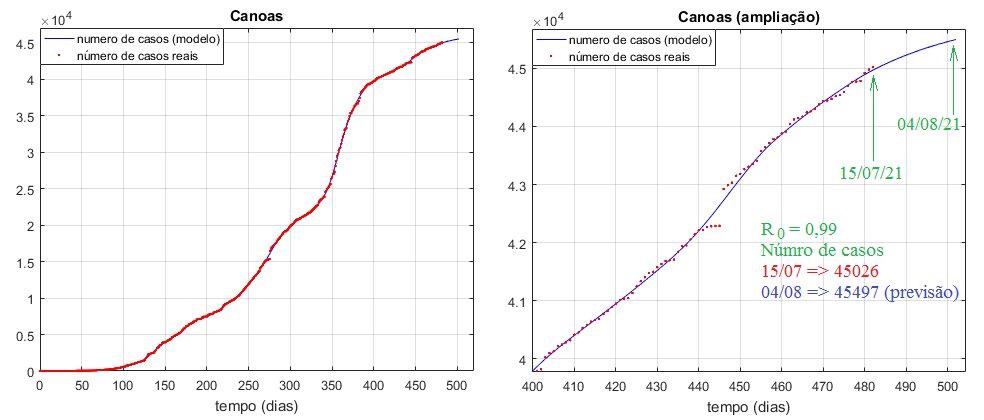 Canoas
×10⁴
numero de casos (modelo)
número de casos reais
4.5
4
3.5
3
2.5
2
1.5
1
0.5
0
0 50 100 150 200 250 300 350 400 450 500
tempo (dias)
Canoas (ampliação)
×10⁴
numero de casos (modelo)
número de casos reais
4.5
4.4
4.3
4.2
4.1
4
04/08/21
15/07/21
R₀ = 0,99
Númro de casos
15/07 => 45026
04/08 => 45497 (previsão)
400 410 420 430 440 450 460 470 480 490 500
tempo (dias)